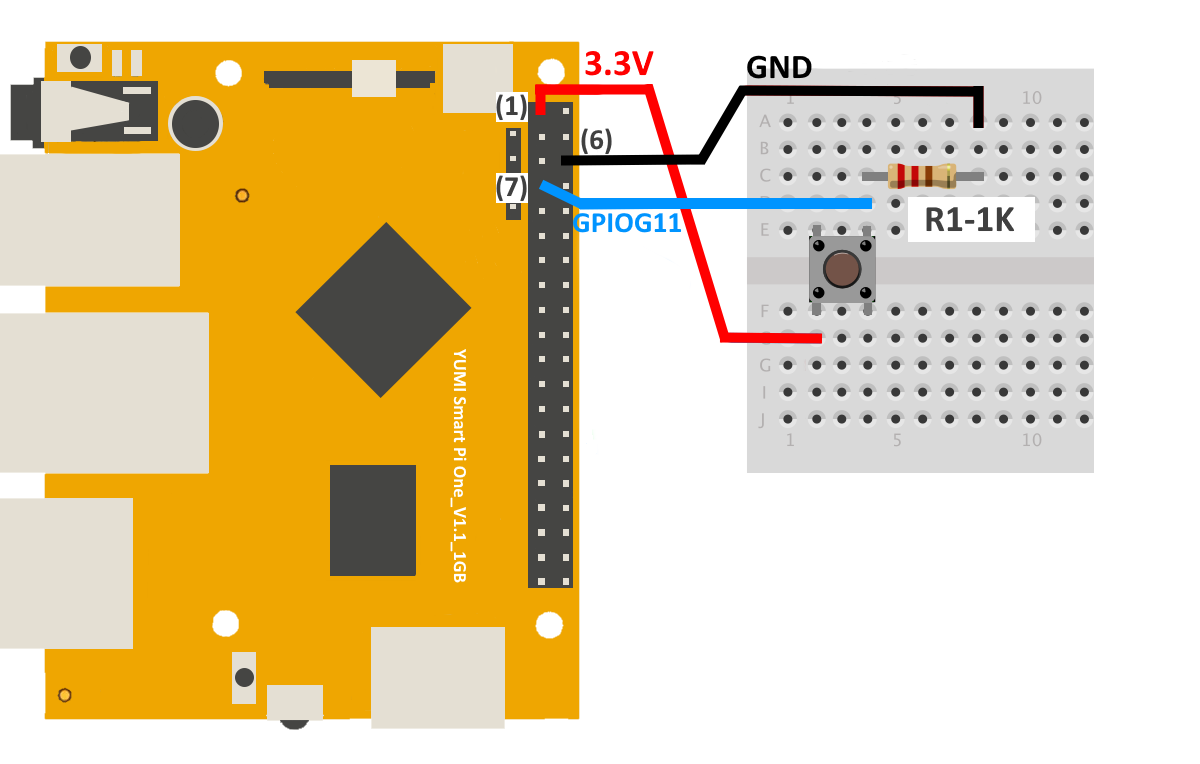 3.3V
GND
(1)
(6)
(7)
GPIOG11
R1-1K
YUMI Smart Pi One_V1.1_1GB
1
5
10
A
B
C
E
F
G
G
I
J
1
5
10